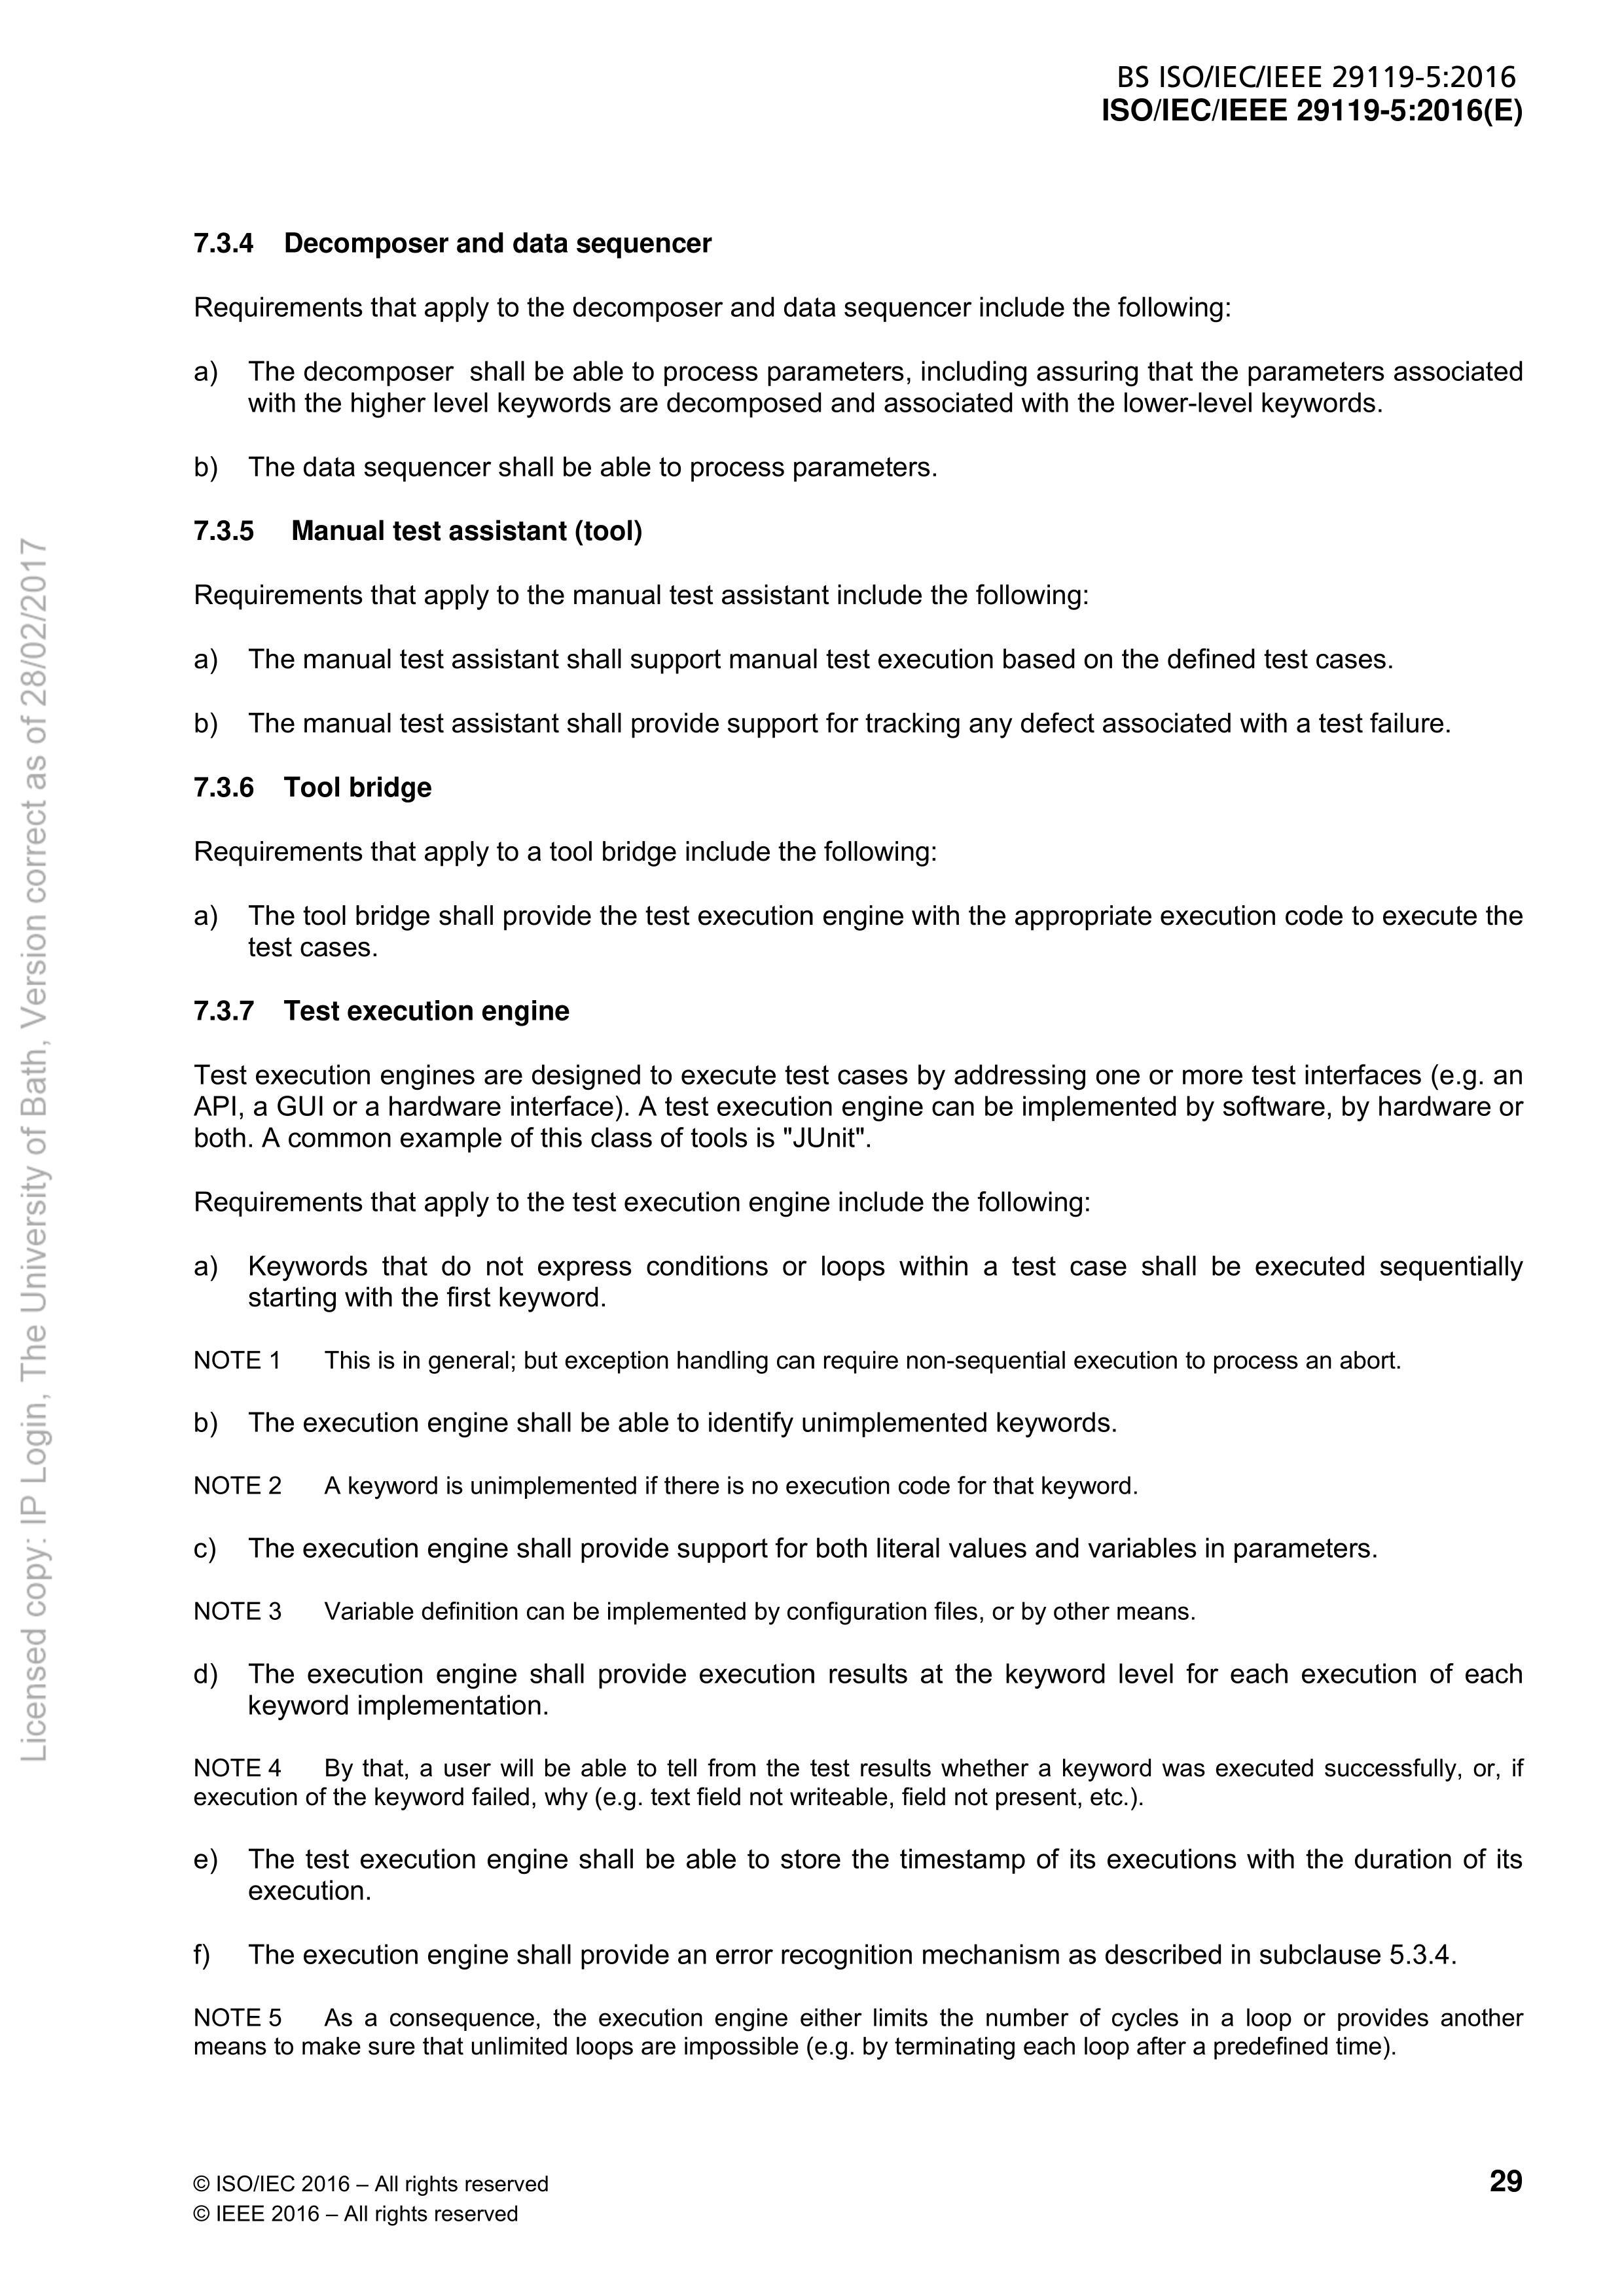 BS ISO/IEC/IEEE 29119-5:2016
ISO/IEC/IEEE 29119-5:2016(E)
7.3.4 Decomposer and data sequencer
Requirements that apply to the decomposer and data sequencer include the following:
a) The decomposer shall be able to process parameters, including assuring that the parameters associated
with the higher level keywords are decomposed and associated with the lower-level keywords.
b) The data sequencer shall be able to process parameters.
7.3.5 Manual test assistant (tool)
Requirements that apply to the manual test assistant include the following:
a) The manual test assistant shall support manual test execution based on the defined test cases.
b) The manual test assistant shall provide support for tracking any defect associated with a test failure.
7.3.6 Tool bridge
Requirements that apply to a tool bridge include the following:
a) The tool bridge shall provide the test execution engine with the appropriate execution code to execute the
test cases.
7.3.7 Test execution engine
Test execution engines are designed to execute test cases by addressing one or more test interfaces (e.g. an
API, a GUI or a hardware interface). A test execution engine can be implemented by software, by hardware or
both. A common example of this class of tools is "JUnit".
Requirements that apply to the test execution engine include the following:
a) Keywords that do not express conditions or loops within a test case shall be executed sequentially
starting with the first keyword.
NOTE 1 This is in general; but exception handling can require non-sequential execution to process an abort.
b) The execution engine shall be able to identify unimplemented keywords.
NOTE 2 A keyword is unimplemented if there is no execution code for that keyword.
c) The execution engine shall provide support for both literal values and variables in parameters.
NOTE 3 Variable definition can be implemented by configuration files, or by other means.
d) The execution engine shall provide execution results at the keyword level for each execution of each
keyword implementation.
NOTE 4 By that, a user will be able to tell from the test results whether a keyword was executed successfully, or, if
execution of the keyword failed, why (e.g. text field not writeable, field not present, etc.).
e) The test execution engine shall be able to store the timestamp of its executions with the duration of its
execution.
f) The execution engine shall provide an error recognition mechanism as described in subclause 5.3.4.
NOTE 5 As a consequence, the execution engine either limits the number of cycles in a loop or provides another
means to make sure that unlimited loops are impossible (e.g. by terminating each loop after a predefined time).
© ISO/IEC 2016 – All rights reserved
© IEEE 2016 – All rights reserved
29
Licensed copy: IP Login, The University of Bath, Version correct as of 28/02/2017